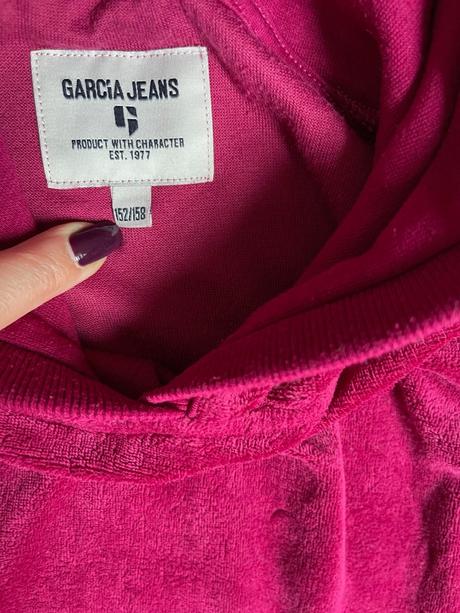 GARCIA JEANS
PRODUCT WITH CHARACTER
EST. 1977
152/158